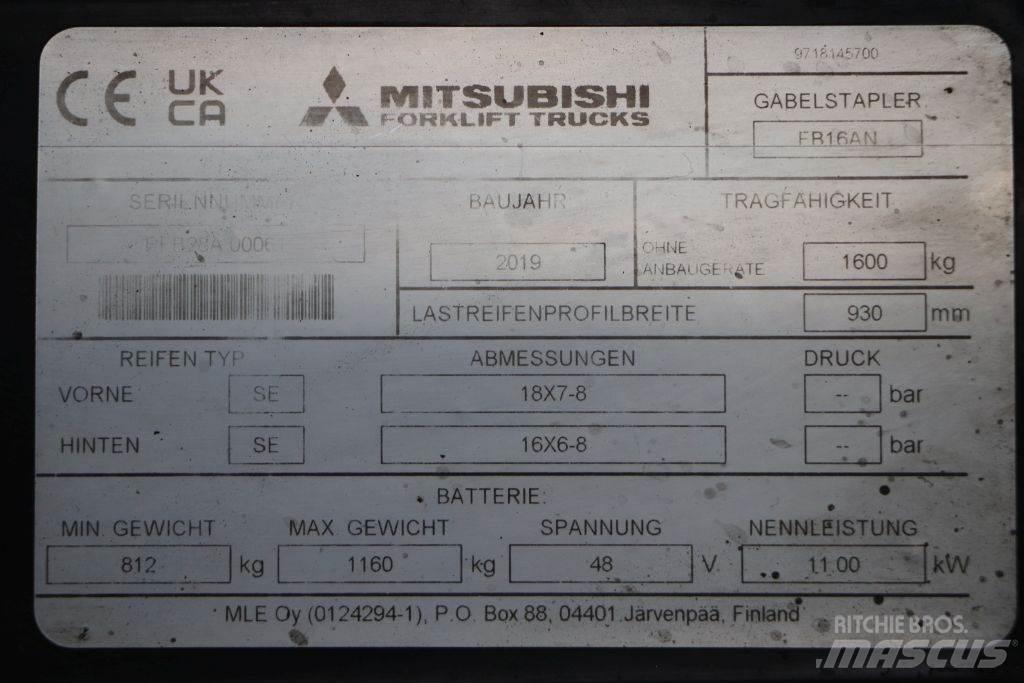 CE UK CA
MITSUBISHI
FORKLIFT TRUCKS
9718145700
GABELSTAPLER
FB16AN
BAUJAHR
2019
TRAGFÄHIGKEIT
OHNE
ANBAUGERÄTE
1600 kg
LASTREIFENPROFILBREITE 930 mm
REIFEN TYP ABMESSUNGEN DRUCK
VORNE SE 18X7-8 -- bar
HINTEN SE 16X6-8 -- bar
BATTERIE:
MIN. GEWICHT MAX. GEWICHT SPANNUNG NENNLEISTUNG
812 kg 1160 kg 48 V 11.00 kW
MLE Oy (0124294-1), P.O. Box 88, 04401 Järvenpää, Finland
RITCHIE BROS.
MASCUS